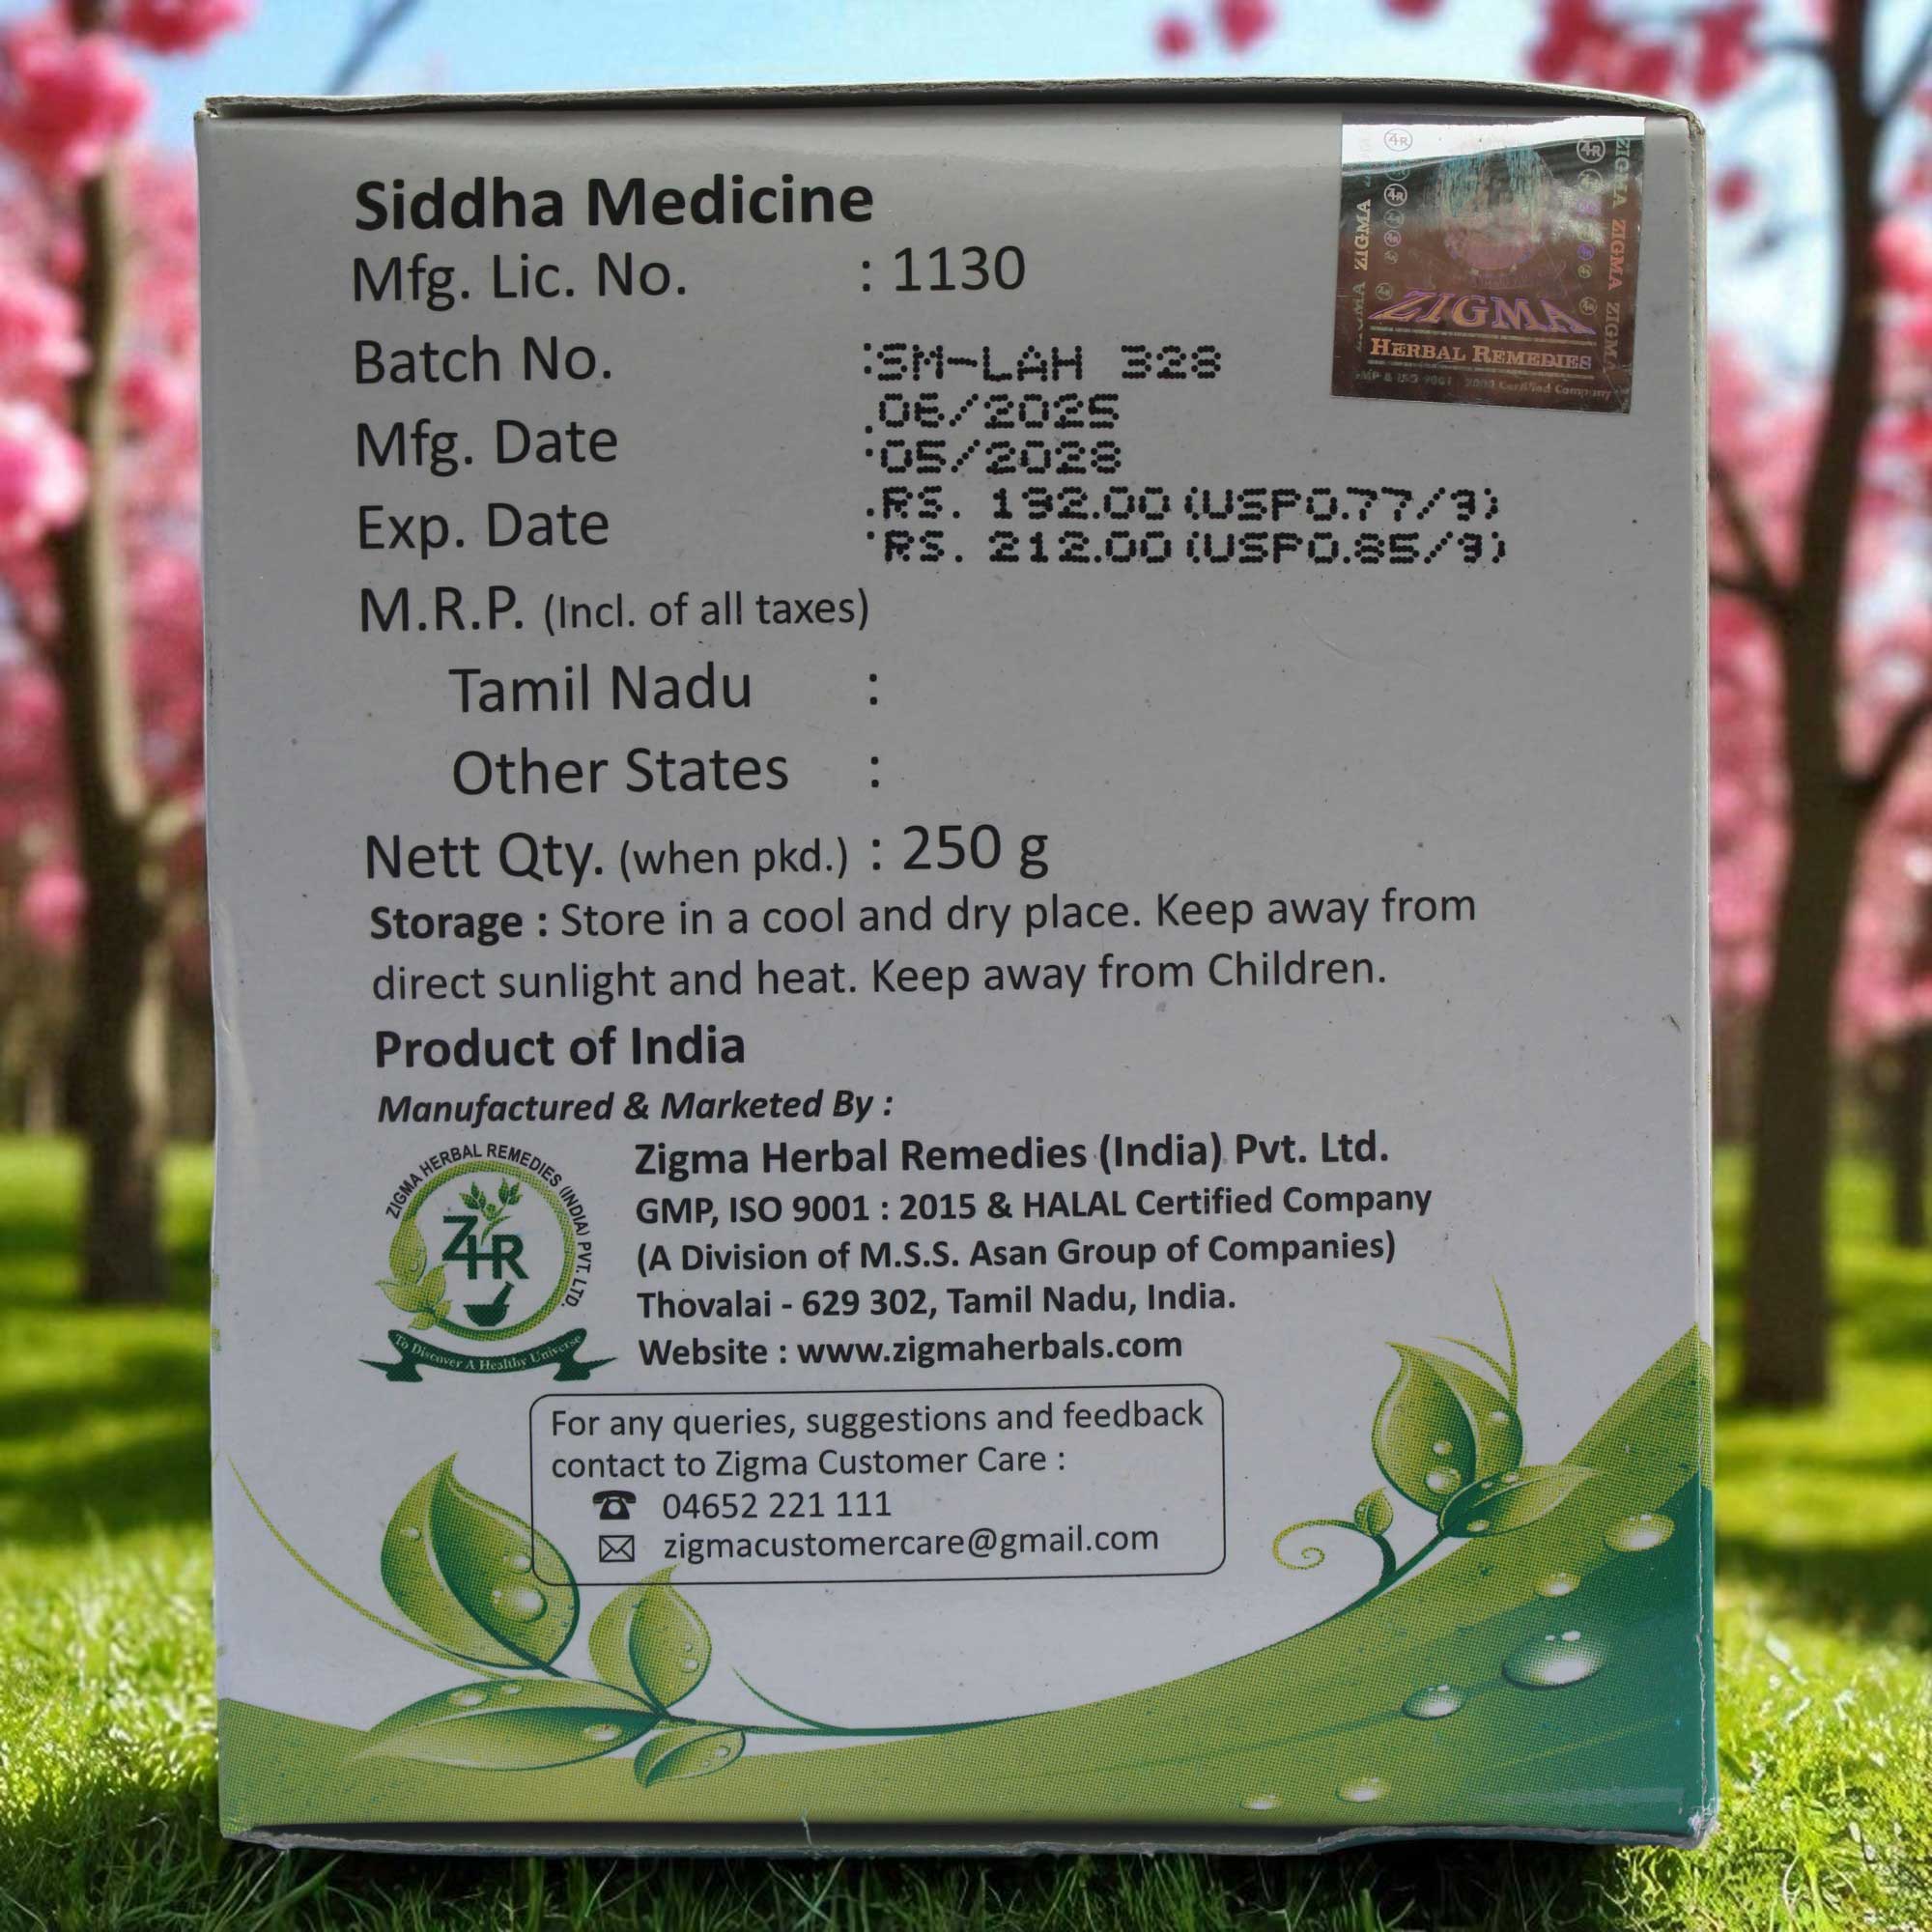 Siddha Medicine
Mfg. Lic. No. : 1130
Batch No. :SM-LAH 328
Mfg. Date :06/2025
Exp. Date :05/2028
M.R.P. (Incl. of all taxes)
Tamil Nadu : RS. 192.00(USP0.77/g)
Other States : RS. 212.00(USP0.85/g)
Nett Qty. (when pkd.) : 250 g
Storage : Store in a cool and dry place. Keep away from
direct sunlight and heat. Keep away from Children.
Product of India
Manufactured & Marketed By :
ZIGMA HERBAL REMEDIES (INDIA) PVT. LTD.
ZHR
To Discover A Healthy Universe
Zigma Herbal Remedies (India) Pvt. Ltd.
GMP, ISO 9001 : 2015 & HALAL Certified Company
(A Division of M.S.S. Asan Group of Companies)
Thovalai - 629 302, Tamil Nadu, India.
Website : www.zigmaherbals.com
For any queries, suggestions and feedback
contact to Zigma Customer Care :
04652 221 111
zigmacustomercare@gmail.com
ZIGMA
HERBAL REMEDIES
ZIGMA ZIGMA ZIGMA
ZIGMA